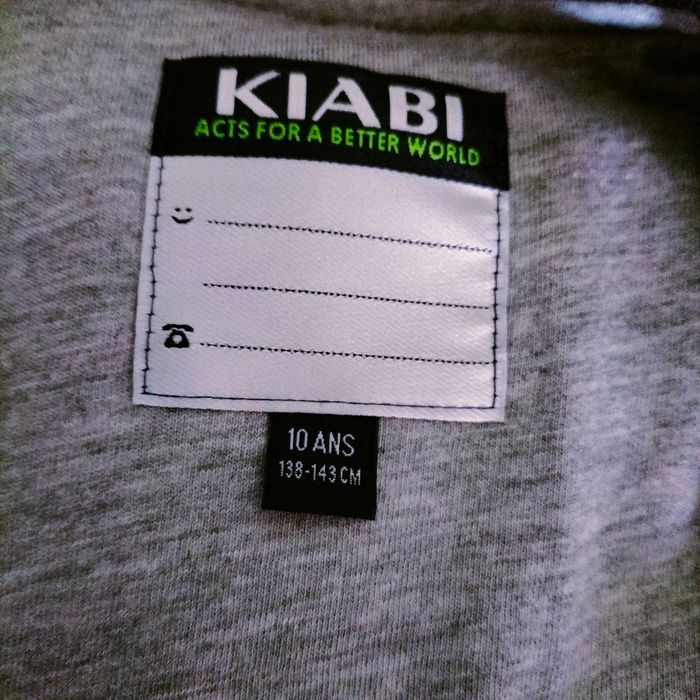 KIABI
ACTS FOR A BETTER WORLD
10 ANS
138-143 CM